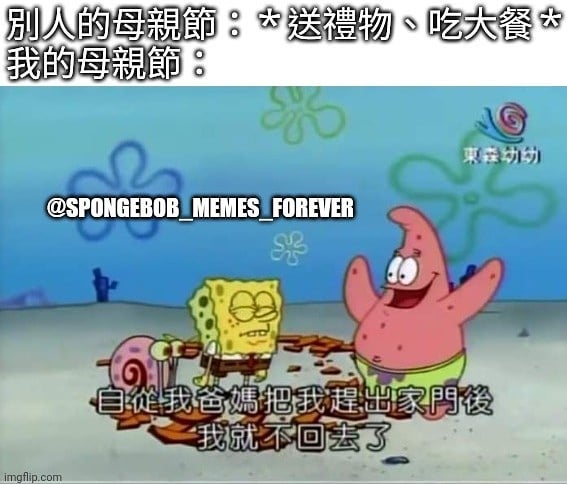 別人的母親節：＊送禮物、吃大餐＊
我的母親節：
東森幼幼
@SPONGEBOB_MEMES_FOREVER
自從我爸媽把我趕出家門後
我就不回去了
imgflip.com